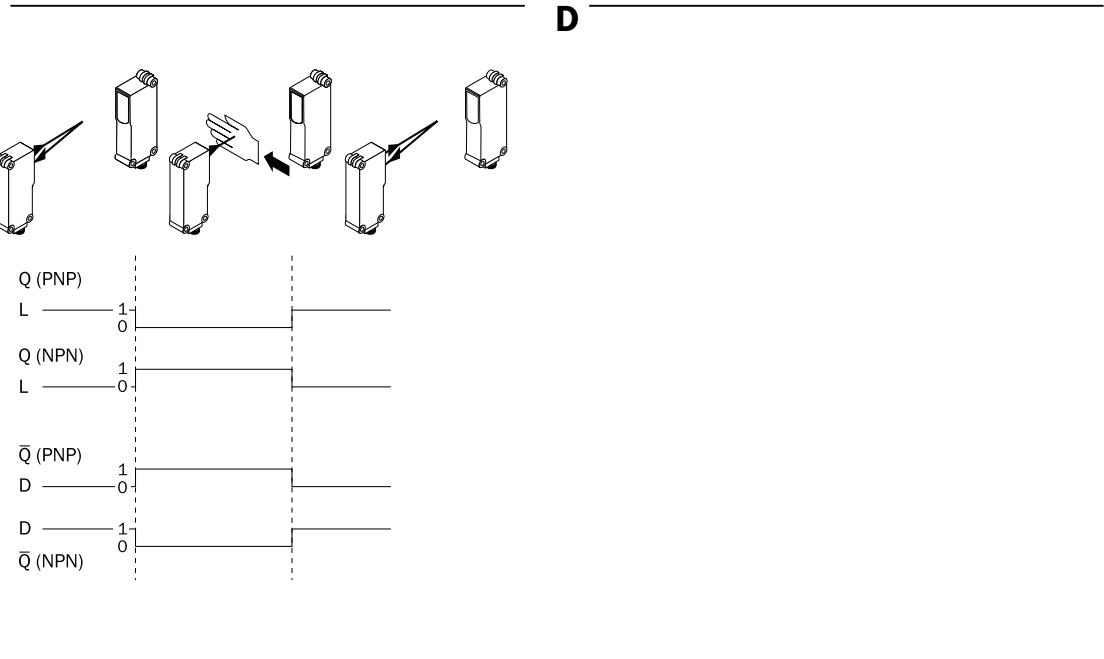 D
Q (PNP)
L 1
0
Q (NPN)
1
L 0
Q̅ (PNP)
1
D 0
D 1
0
Q̅ (NPN)